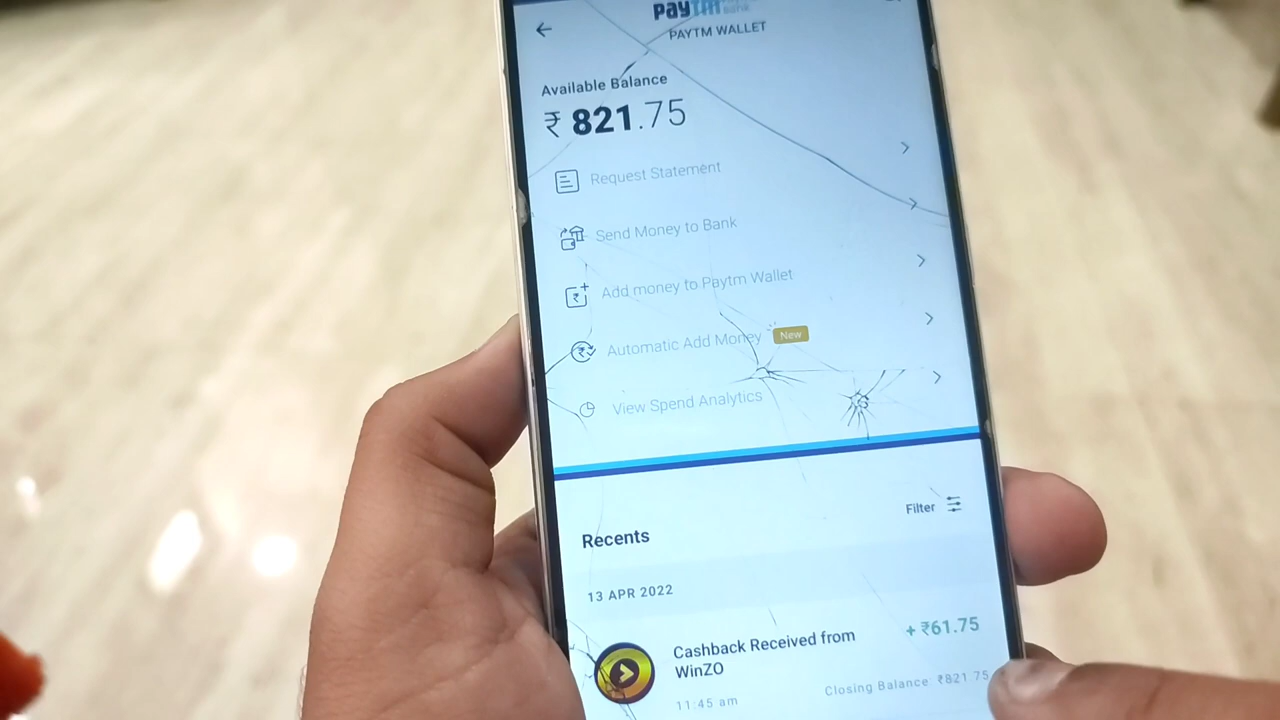 paytm
PAYTM WALLET
Available Balance
₹ 821.75
Request Statement
Send Money to Bank
Add money to Paytm Wallet
Automatic Add Money New
View Spend Analytics
Recents
Filter
13 APR 2022
Cashback Received from
WinZO
+ ₹61.75
11:45 am
Closing Balance ₹821 75